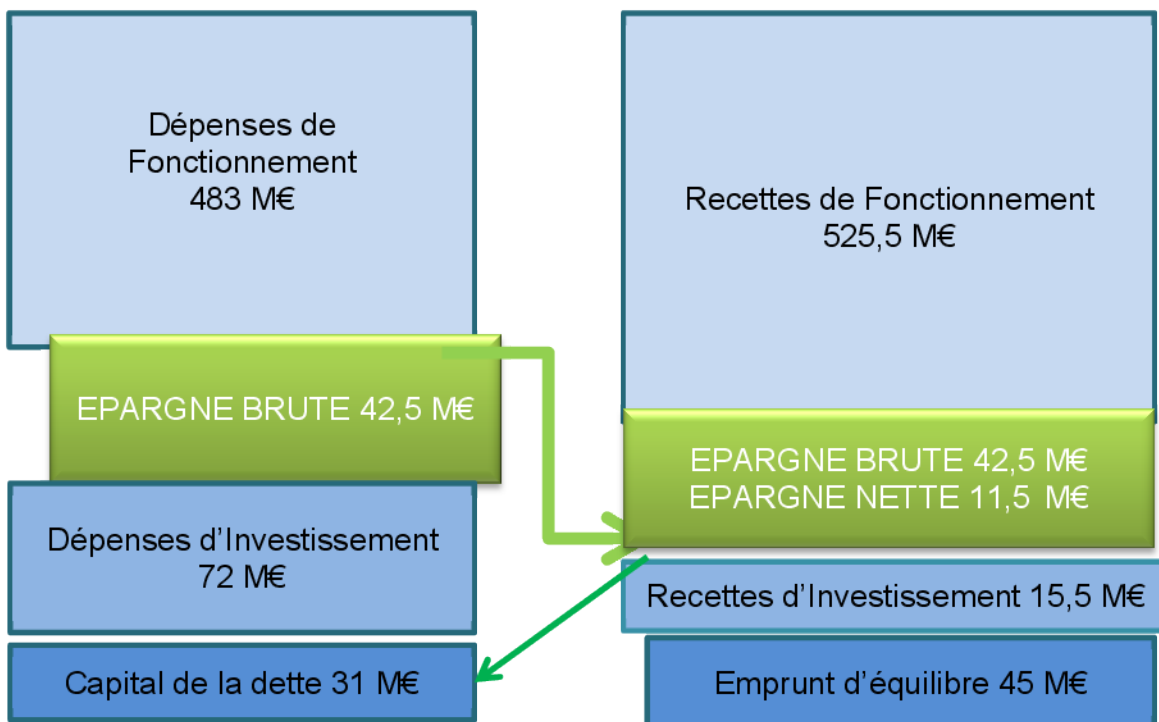 Dépenses de
Fonctionnement
483 M€
EPARGNE BRUTE 42,5 M€
Dépenses d'Investissement
72 M€
Capital de la dette 31 M€
Recettes de Fonctionnement
525,5 M€
EPARGNE BRUTE 42,5 M€
EPARGNE NETTE 11,5 M€
Recettes d'Investissement 15,5 M€
Emprunt d'équilibre 45 M€